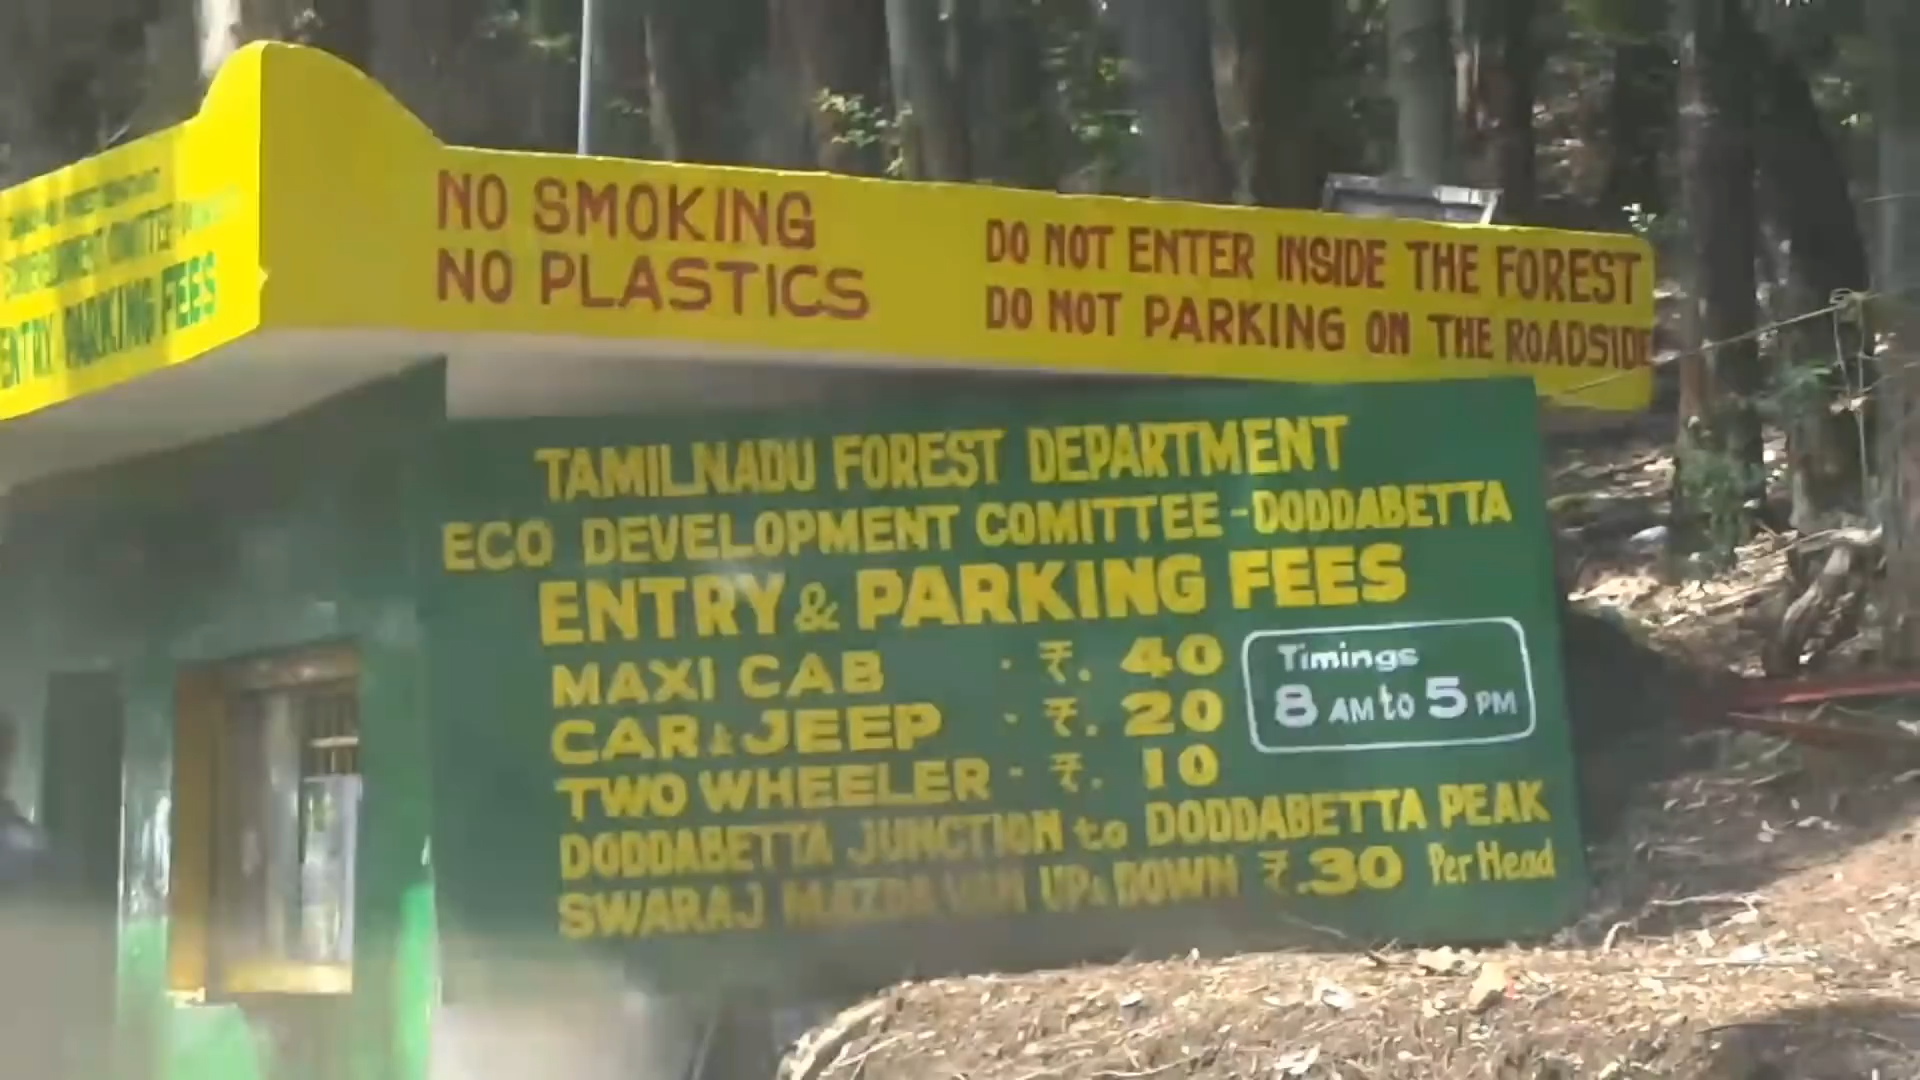 ENTRY PARKING FEES
NO SMOKING
NO PLASTICS
DO NOT ENTER INSIDE THE FOREST
DO NOT PARKING ON THE ROADSIDE
TAMILNADU FOREST DEPARTMENT
ECO DEVELOPMENT COMITTEE - DODDABETTA
ENTRY & PARKING FEES
MAXI CAB - ₹. 40
CAR & JEEP - ₹. 20
TWO WHEELER - ₹. 10
Timings
8 AM to 5 PM
DODDABETTA JUNCTION to DODDABETTA PEAK
SWARAJ MAZDA VAN UP & DOWN ₹.30 Per Head